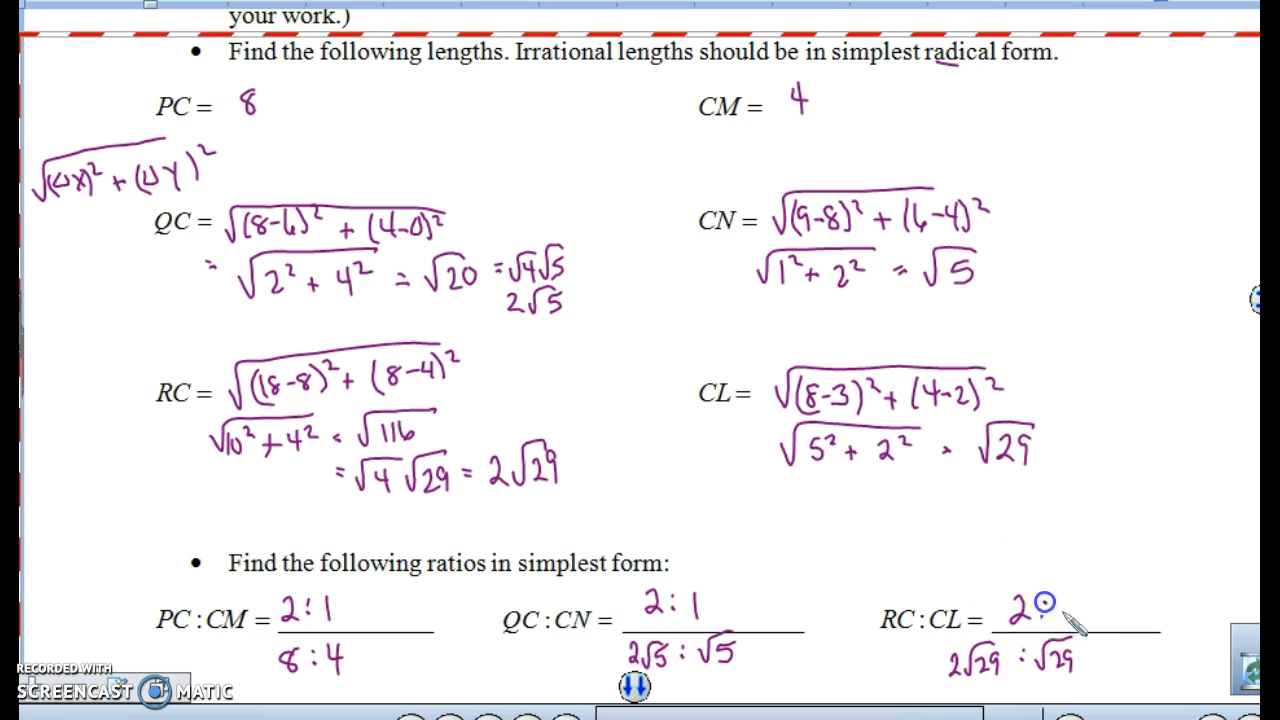 your work.)
• Find the following lengths. Irrational lengths should be in simplest radical form.
PC = 8
CM = 4
√(△x)² + (△y)²
QC = √(8-6)² + (4-0)²
= √2² + 4² = √20 = √4√5
2√5
CN = √(9-8)² + (6-4)²
√1² + 2² = √5
RC = √(18-8)² + (8-4)²
√10² + 4² = √116
= √4 √29 = 2√29
CL = √(8-3)² + (4-2)²
√5² + 2² = √29
• Find the following ratios in simplest form:
PC : CM = 2 : 1
8 : 4
QC : CN = 2 : 1
2√5 : √5
RC : CL = 2 :
2√29 : √29
RECORDED WITH
SCREENCAST MATIC